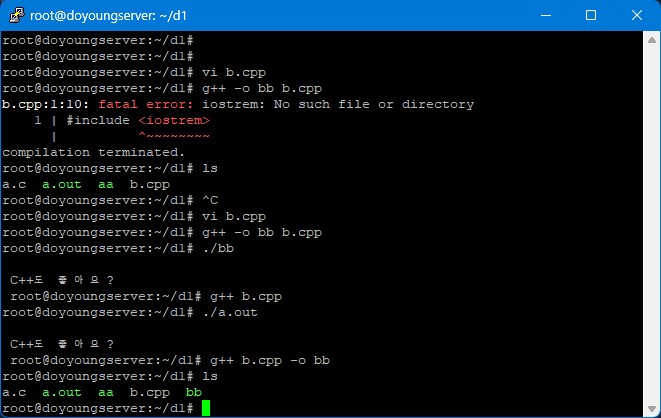 root@doyoungserver: ~/d1
root@doyoungserver:~/d1#
root@doyoungserver:~/d1#
root@doyoungserver:~/d1# vi b.cpp
root@doyoungserver:~/d1# g++ -o bb b.cpp
b.cpp:1:10: fatal error: iostrem: No such file or directory
    1 | #include <iostrem>
      |          ^~~~~~~~~
compilation terminated.
root@doyoungserver:~/d1# ls
a.c  a.out  aa  b.cpp
root@doyoungserver:~/d1# ^C
root@doyoungserver:~/d1# vi b.cpp
root@doyoungserver:~/d1# g++ -o bb b.cpp
root@doyoungserver:~/d1# ./bb
C++도 좋아요?
root@doyoungserver:~/d1# g++ b.cpp
root@doyoungserver:~/d1# ./a.out
C++도 좋아요?
root@doyoungserver:~/d1# g++ b.cpp -o bb
root@doyoungserver:~/d1# ls
a.c  a.out  aa  b.cpp  bb
root@doyoungserver:~/d1#